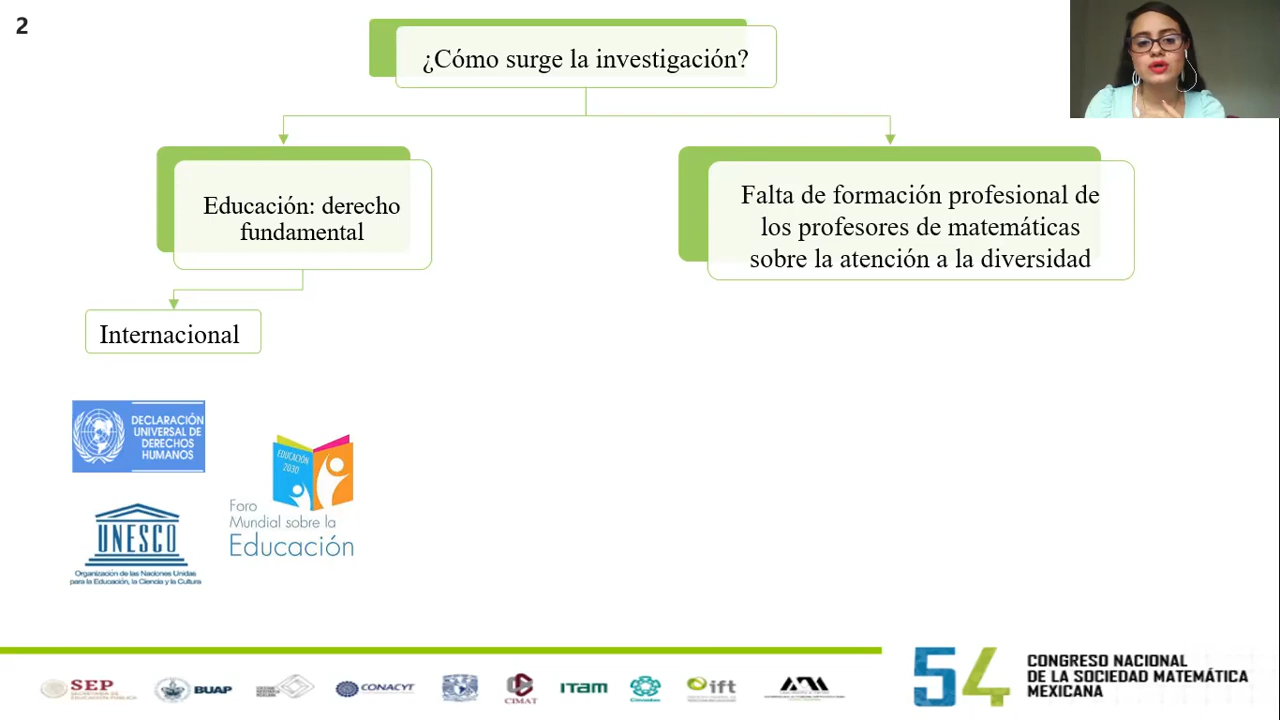 2
¿Cómo surge la investigación?
Educación: derecho
fundamental
Falta de formación profesional de
los profesores de matemáticas
sobre la atención a la diversidad
Internacional
DECLARACIÓN
UNIVERSAL DE
DERECHOS
HUMANOS
EDUCACIÓN
2030
Foro
Mundial sobre la
Educación
UNESCO
Organización de las Naciones Unidas
para la Educación, la Ciencia y la Cultura
SEP
BUAP
CONACYT
CIMAT
ITAM
ift
54
CONGRESO NACIONAL
DE LA SOCIEDAD MATEMÁTICA
MEXICANA